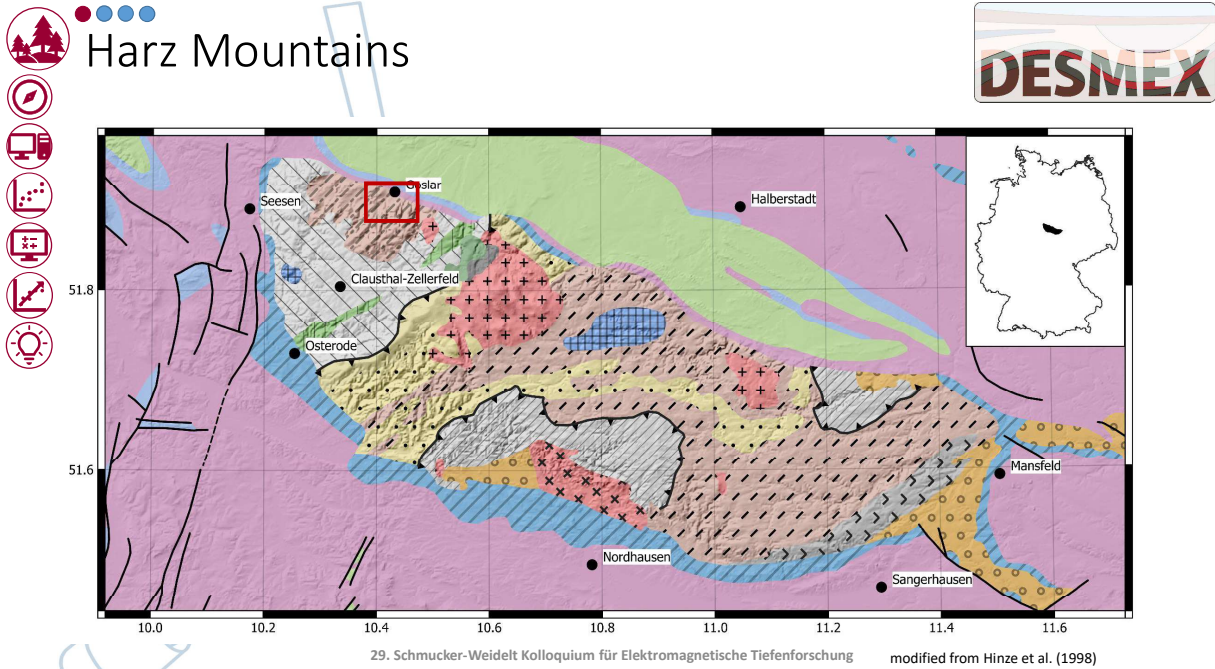 Harz Mountains
DESMEX
Goslar
Seesen
Halberstadt
Clausthal-Zellerfeld
51.8
Osterode
51.6
Mansfeld
Nordhausen
Sangerhausen
10.0 10.2 10.4 10.6 10.8 11.0 11.2 11.4 11.6
29. Schmucker-Weidelt Kolloquium für Elektromagnetische Tiefenforschung
modified from Hinze et al. (1998)